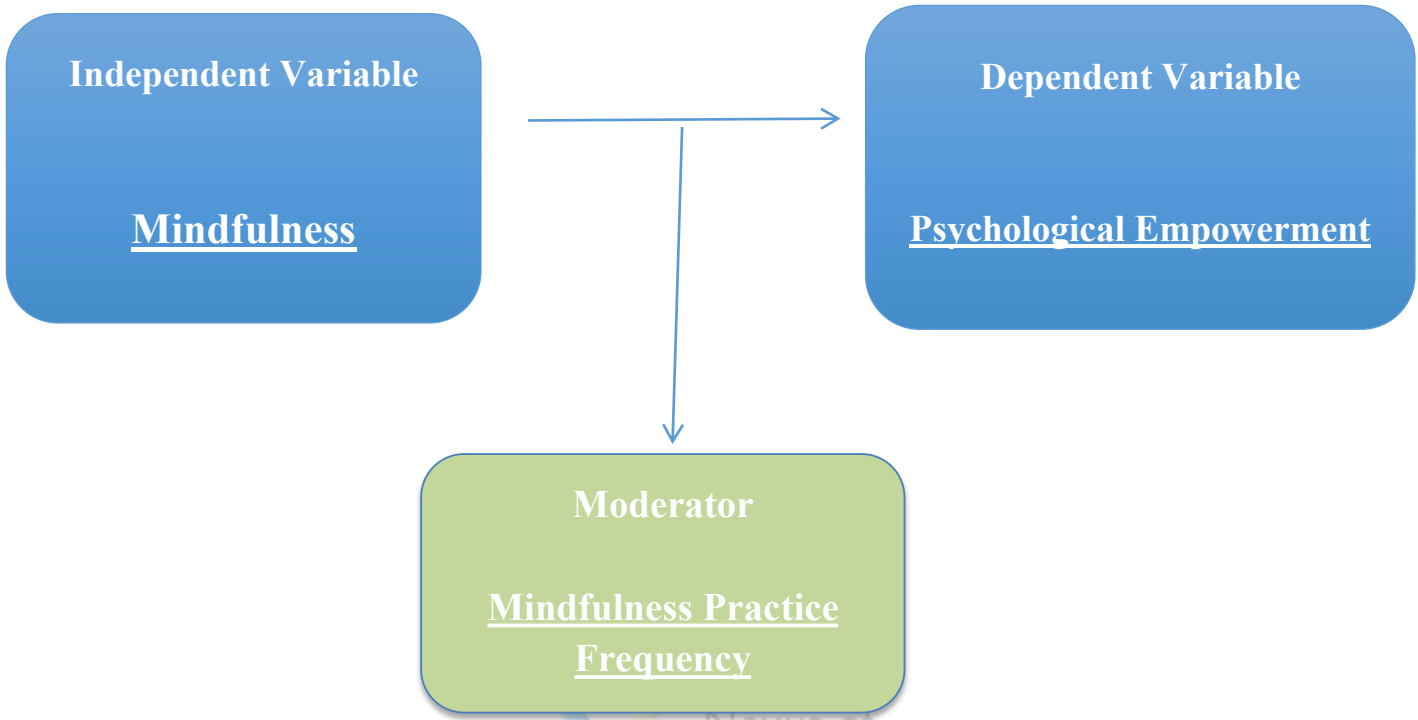 Independent Variable
Mindfulness
Dependent Variable
Psychological Empowerment
Moderator
Mindfulness Practice
Frequency